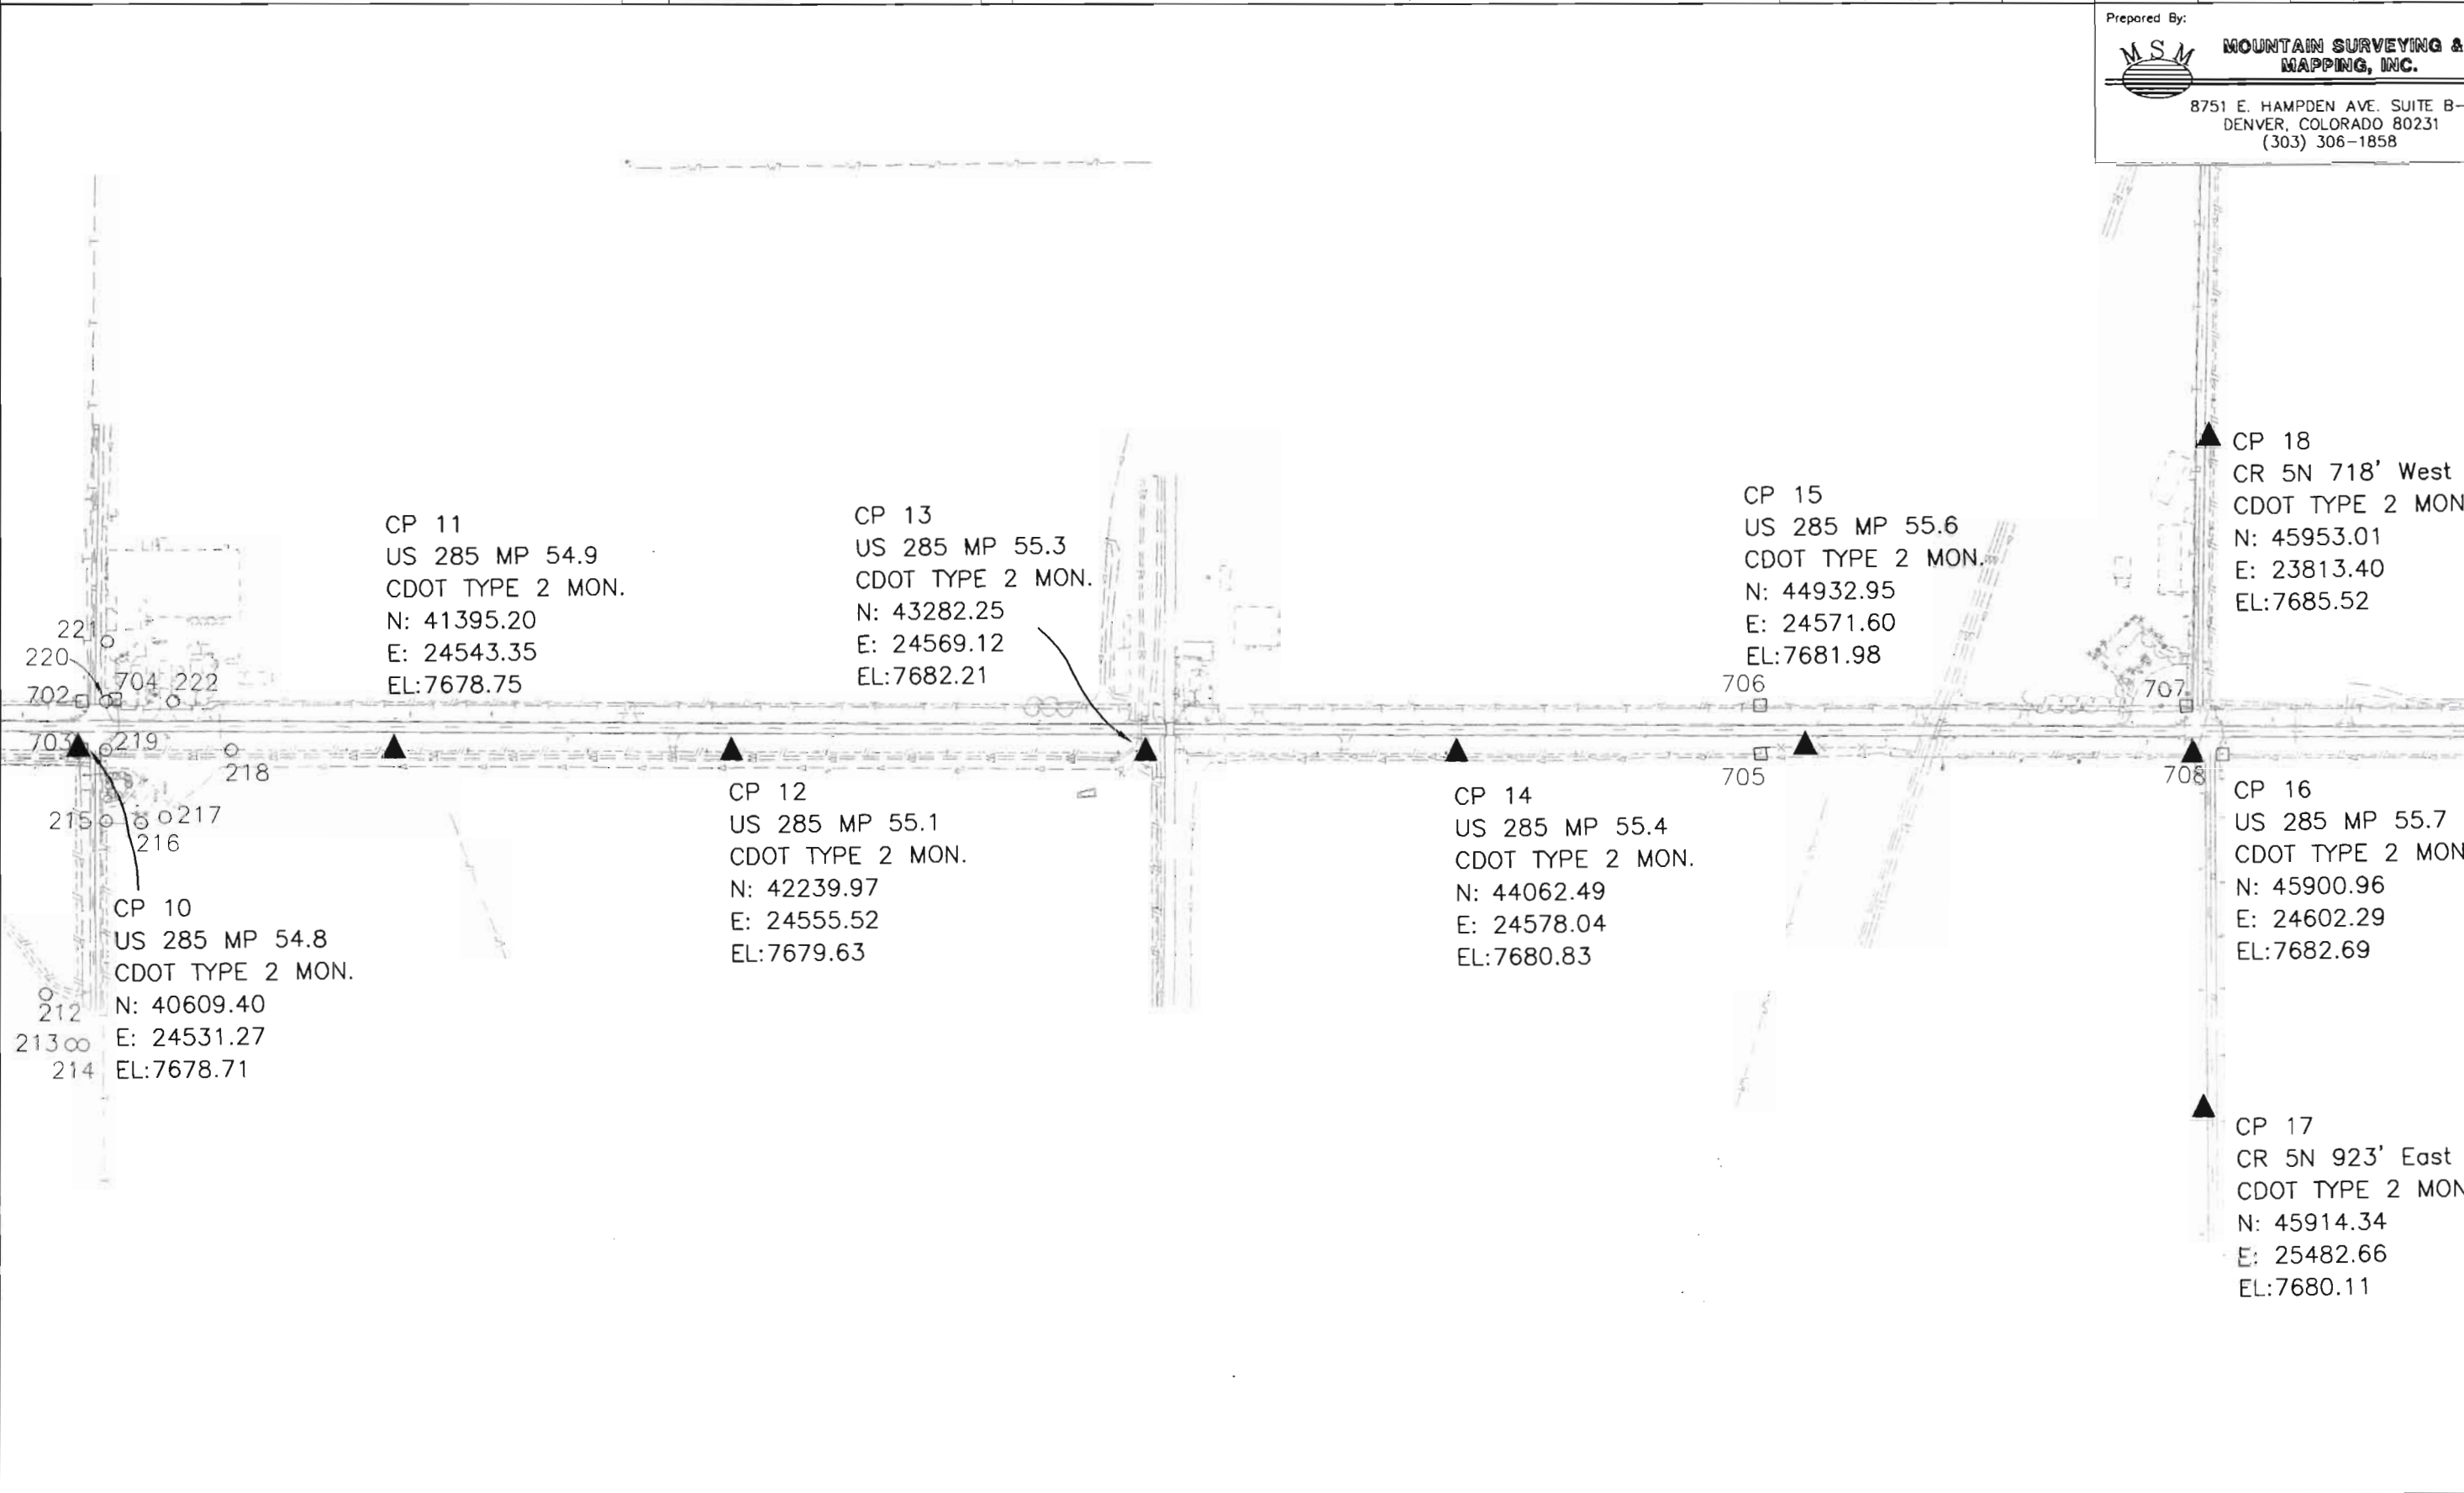 Prepared By:
MSM
MOUNTAIN SURVEYING &
MAPPING, INC.
8751 E. HAMPDEN AVE. SUITE B-
DENVER, COLORADO 80231
(303) 306-1858
CP 18
CR 5N 718' West
CDOT TYPE 2 MON
N: 45953.01
E: 23813.40
EL:7685.52
CP 15
US 285 MP 55.6
CDOT TYPE 2 MON.
N: 44932.95
E: 24571.60
EL:7681.98
CP 13
US 285 MP 55.3
CDOT TYPE 2 MON.
N: 43282.25
E: 24569.12
EL:7682.21
CP 11
US 285 MP 54.9
CDOT TYPE 2 MON.
N: 41395.20
E: 24543.35
EL:7678.75
221
220
702
704 222
706
707
703
219
218
705
708
215
217
216
CP 12
US 285 MP 55.1
CDOT TYPE 2 MON.
N: 42239.97
E: 24555.52
EL:7679.63
CP 14
US 285 MP 55.4
CDOT TYPE 2 MON.
N: 44062.49
E: 24578.04
EL:7680.83
CP 16
US 285 MP 55.7
CDOT TYPE 2 MON
N: 45900.96
E: 24602.29
EL:7682.69
CP 10
US 285 MP 54.8
CDOT TYPE 2 MON.
N: 40609.40
E: 24531.27
EL:7678.71
212
213
214
CP 17
CR 5N 923' East
CDOT TYPE 2 MON
N: 45914.34
E: 25482.66
EL:7680.11